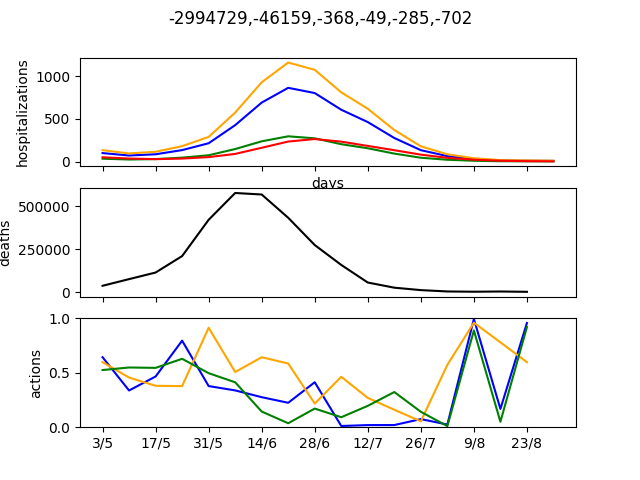 -2994729,-46159,-368,-49,-285,-702
hospitalizations
1000
500
0
days
deaths
500000
250000
0
actions
1.0
0.5
0.0
3/5 17/5 31/5 14/6 28/6 12/7 26/7 9/8 23/8